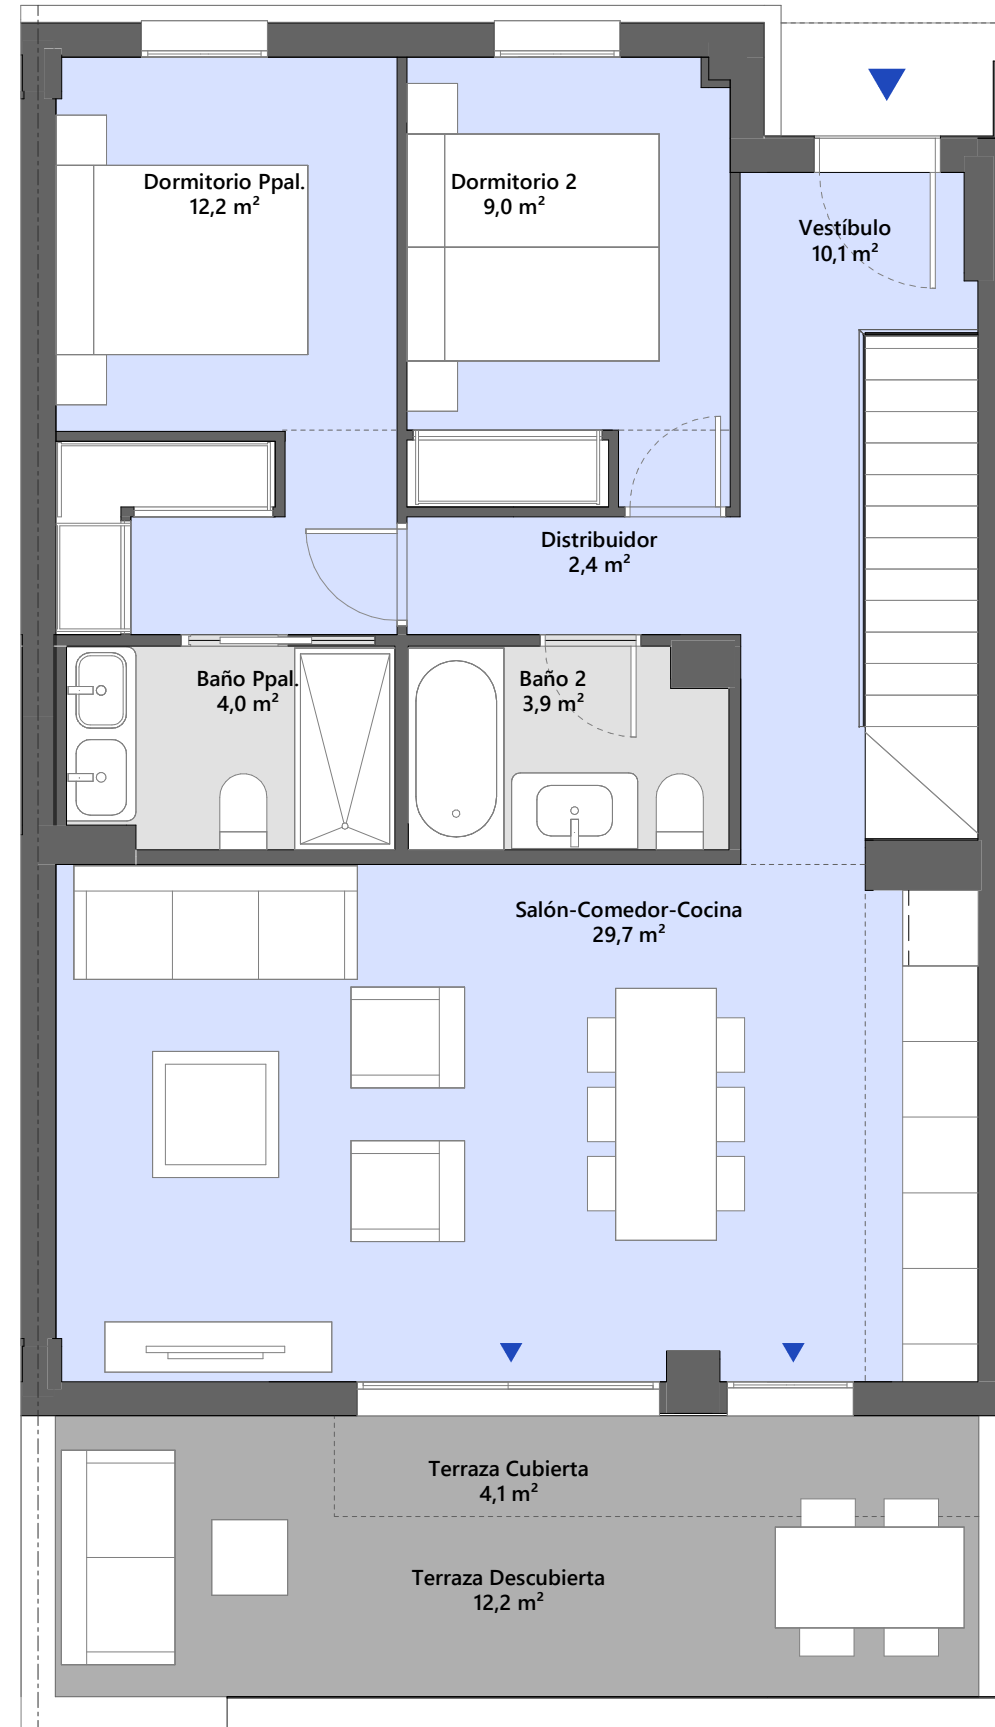 Dormitorio Ppal.
12,2 m²
Dormitorio 2
9,0 m²
Vestíbulo
10,1 m²
Distribuidor
2,4 m²
Baño Ppal.
4,0 m²
Baño 2
3,9 m²
Salón-Comedor-Cocina
29,7 m²
Terraza Cubierta
4,1 m²
Terraza Descubierta
12,2 m²